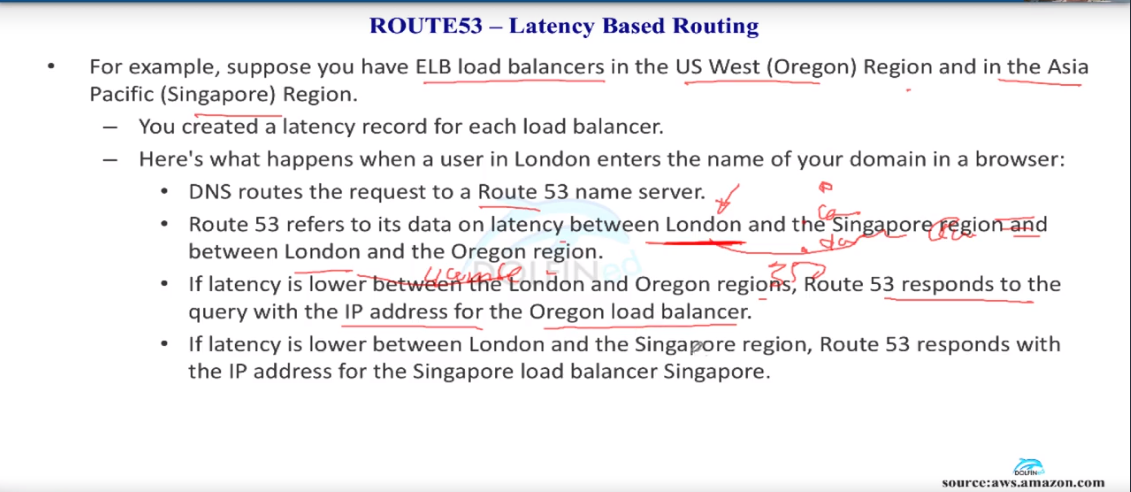 ROUTE53 – Latency Based Routing
• For example, suppose you have ELB load balancers in the US West (Oregon) Region and in the Asia
Pacific (Singapore) Region.
– You created a latency record for each load balancer.
– Here's what happens when a user in London enters the name of your domain in a browser:
• DNS routes the request to a Route 53 name server.
• Route 53 refers to its data on latency between London and the Singapore region and
between London and the Oregon region.
• If latency is lower between the London and Oregon regions, Route 53 responds to the
query with the IP address for the Oregon load balancer.
• If latency is lower between London and the Singapore region, Route 53 responds with
the IP address for the Singapore load balancer Singapore.
DOLFINed
350
DOLFINed
source:aws.amazon.com